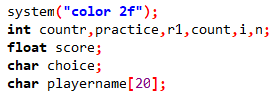 system("color 2f");
int countr,practice,r1,count,i,n;
float score;
char choice;
char playername[20];